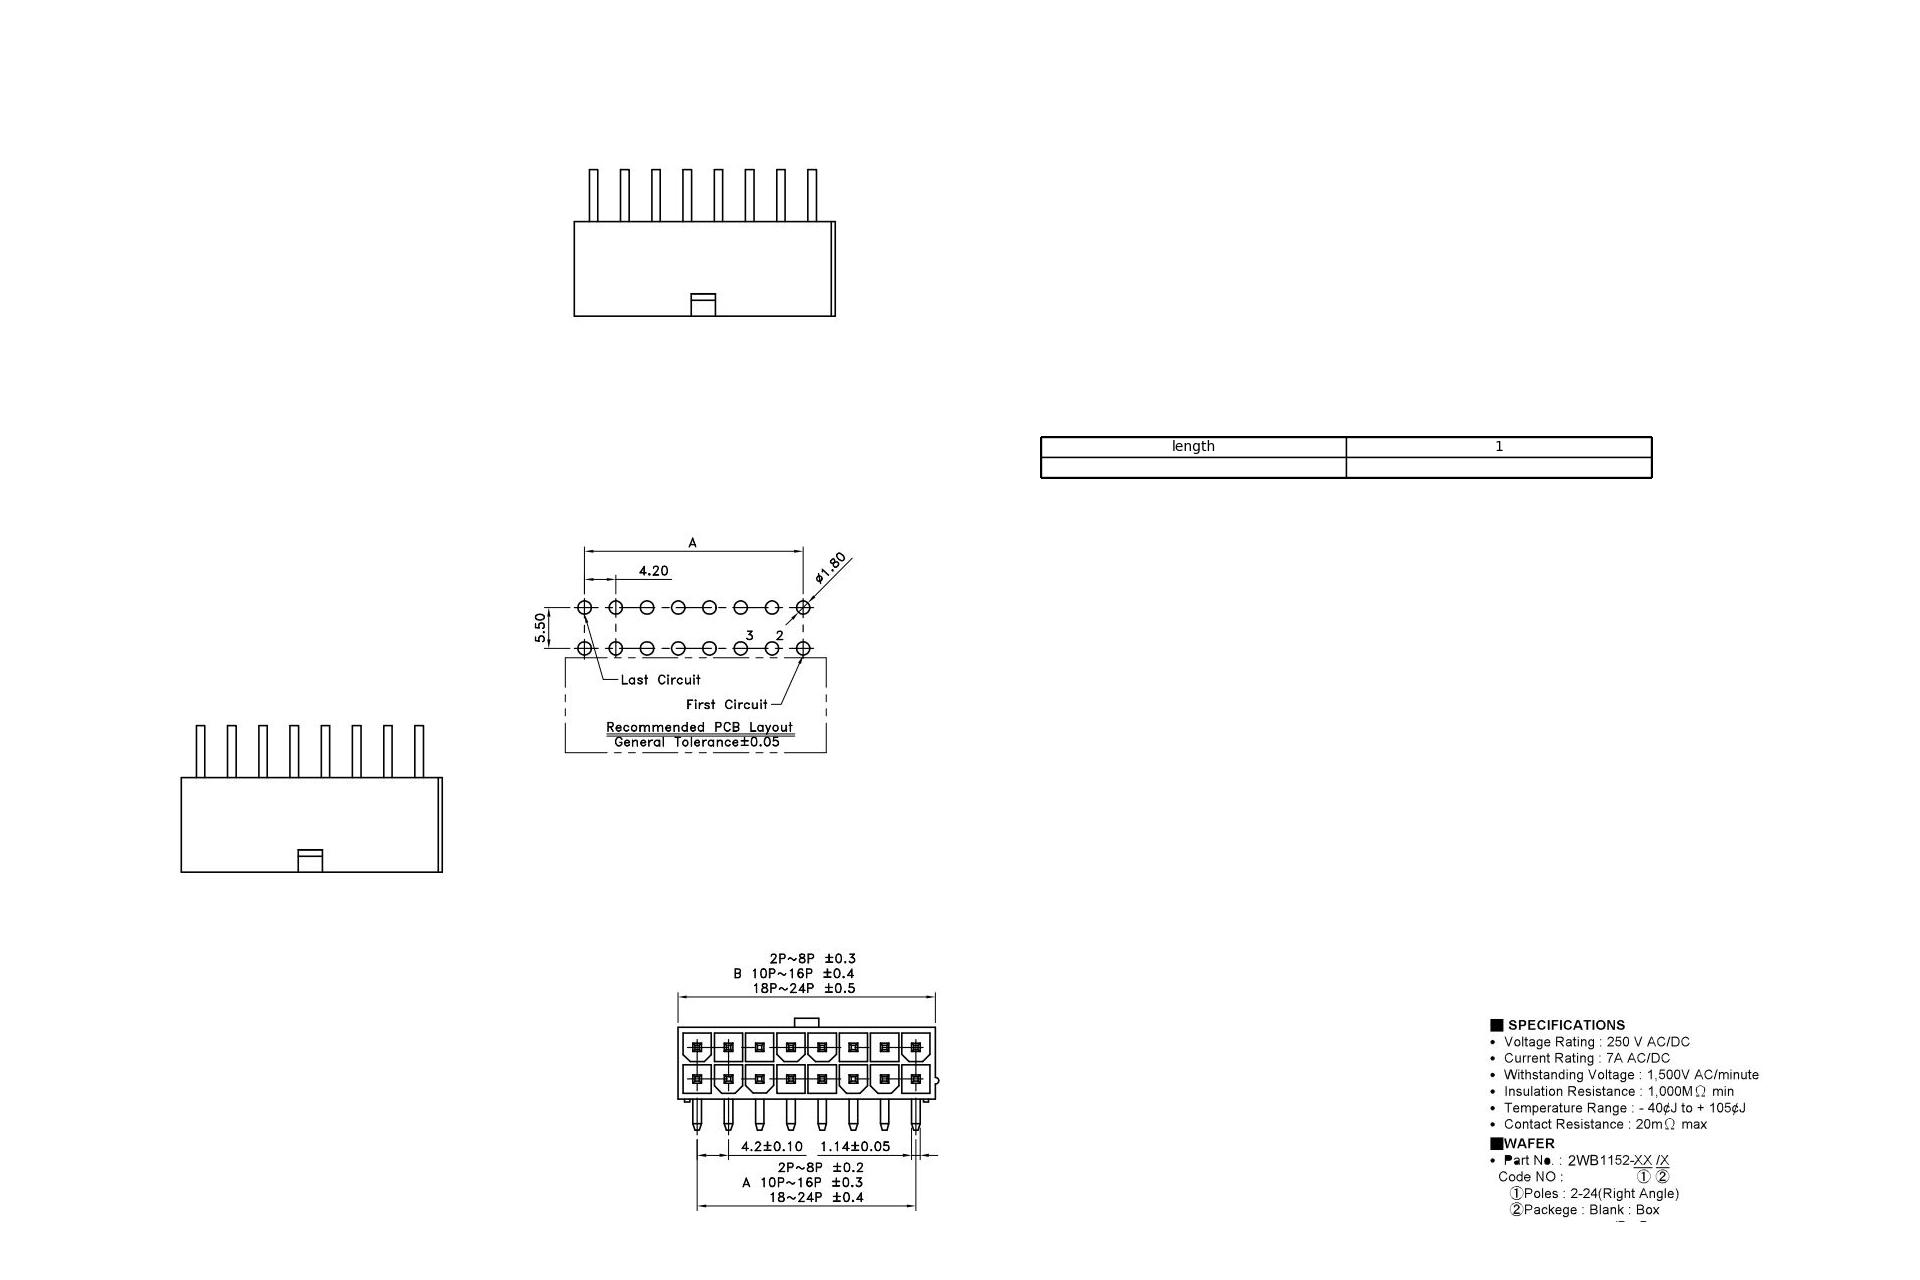 length 1
A
4.20
ø1.80
5.50
3 2
Last Circuit
First Circuit
Recommended PCB Layout
General Tolerance±0.05
2P~8P ±0.3
B 10P~16P ±0.4
18P~24P ±0.5
4.2±0.10 1.14±0.05
2P~8P ±0.2
A 10P~16P ±0.3
18~24P ±0.4
■ SPECIFICATIONS
• Voltage Rating : 250 V AC/DC
• Current Rating : 7A AC/DC
• Withstanding Voltage : 1,500V AC/minute
• Insulation Resistance : 1,000MΩ min
• Temperature Range : - 40¢J to + 105¢J
• Contact Resistance : 20mΩ max
■WAFER
• Part No. : 2WB1152-XX /X
Code NO : ① ②
①Poles : 2-24(Right Angle)
②Packege : Blank : Box